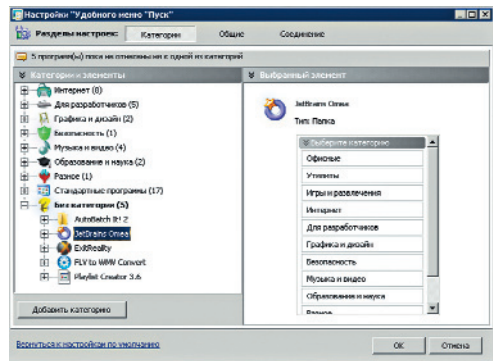 Настройки "Удобного меню "Пуск"
Разделы настроек:
Категории
Общие
Соединение
5 программ(ы) пока не отнесены ни к одной из категорий
Категории и элементы
Интернет (8)
Для разработчиков (5)
Графика и дизайн (2)
Безопасность (1)
Музыка и видео (4)
Образование и наука (2)
Разное (1)
Стандартные программы (17)
Без категории (5)
AutoBatch It! 2
JetBrains Omea
ExitReality
FLV to WMV Convert
Playlist Creator 3.6
Добавить категорию
Выбранный элемент
JetBrains Omea
Тип: Папка
Выберите категорию
Офисные
Утилиты
Игры и развлечения
Интернет
Для разработчиков
Графика и дизайн
Безопасность
Музыка и видео
Образование и наука
Разное
Вернуться к настройкам по умолчанию
ОК
Отмена